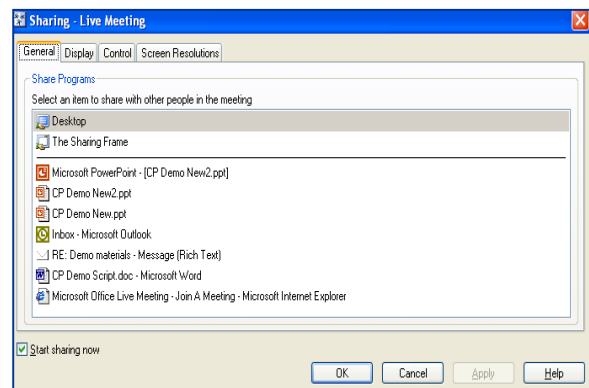 Sharing - Live Meeting
General Display Control Screen Resolutions
Share Programs
Select an item to share with other people in the meeting
Desktop
The Sharing Frame
Microsoft PowerPoint - [CP Demo New2.ppt]
CP Demo New2.ppt
CP Demo New.ppt
Inbox - Microsoft Outlook
RE: Demo materials - Message (Rich Text)
CP Demo Script.doc - Microsoft Word
Microsoft Office Live Meeting - Join A Meeting - Microsoft Internet Explorer
Start sharing now
OK Cancel Apply Help